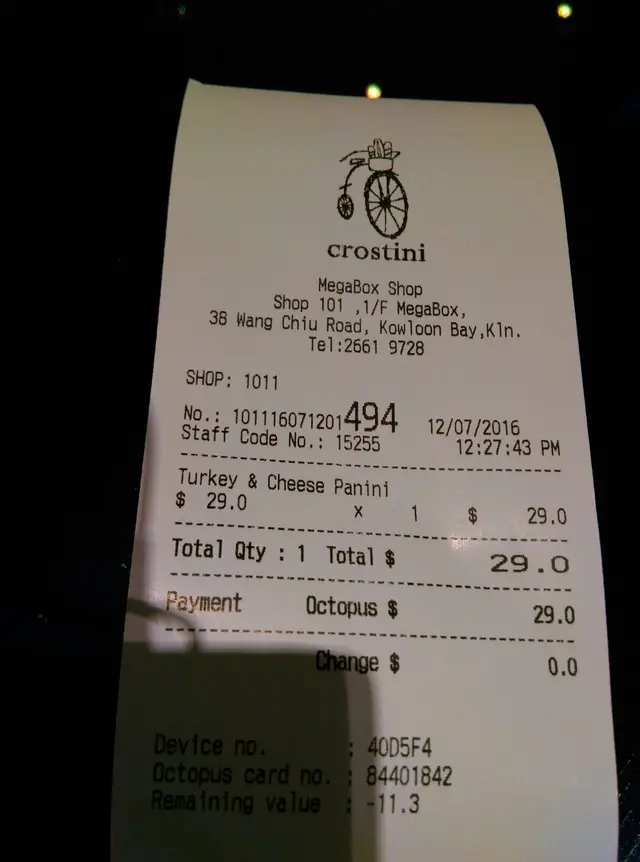 crostini
MegaBox Shop
Shop 101 ,1/F MegaBox,
38 Wang Chiu Road, Kowloon Bay,Kln.
Tel:2661 9728
SHOP: 1011
No.: 101116071201494 12/07/2016
Staff Code No.: 15255 12:27:43 PM
Turkey & Cheese Panini
$ 29.0 x 1 $ 29.0
Total Qty : 1 Total $ 29.0
Payment Octopus $ 29.0
Change $ 0.0
Device no. : 40D5F4
Octopus card no. : 84401842
Remaining value : -11.3